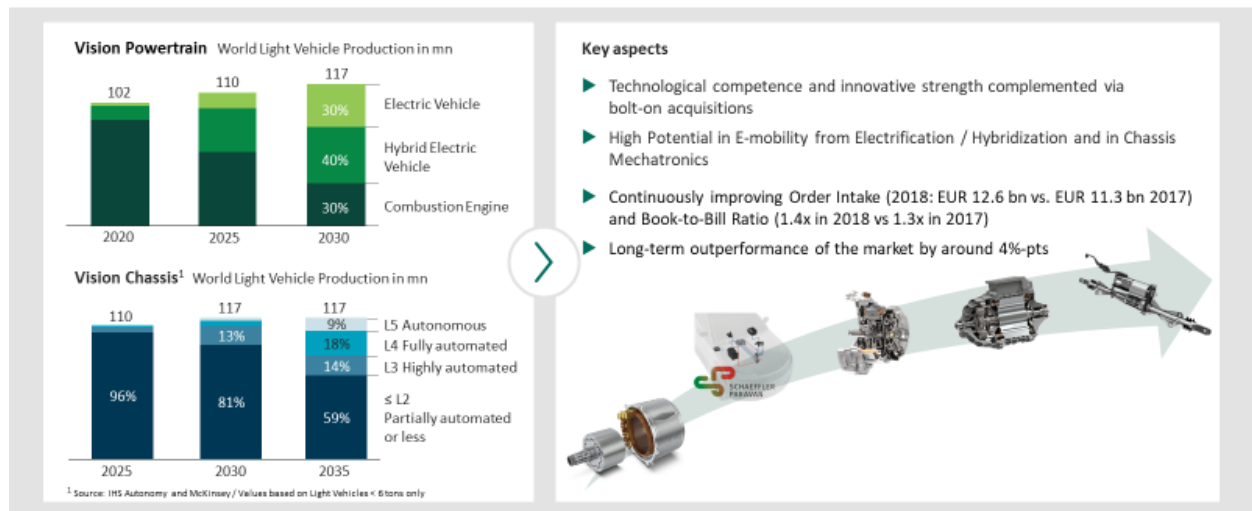 Vision Powertrain World Light Vehicle Production in mn
102
110
117
30%
Electric Vehicle
40%
Hybrid Electric
Vehicle
30%
Combustion Engine
2020
2025
2030
Vision Chassis1 World Light Vehicle Production in mn
110
117
117
9%
L5 Autonomous
13%
18%
L4 Fully automated
14%
L3 Highly automated
96%
81%
59%
≤ L2
Partially automated
or less
2025
2030
2035
1 Source: IHS Autonomy and McKinsey / Values based on Light Vehicles < 6 tons only
Key aspects
Technological competence and innovative strength complemented via
bolt-on acquisitions
High Potential in E-mobility from Electrification / Hybridization and in Chassis
Mechatronics
Continuously improving Order Intake (2018: EUR 12.6 bn vs. EUR 11.3 bn 2017)
and Book-to-Bill Ratio (1.4x in 2018 vs 1.3x in 2017)
Long-term outperformance of the market by around 4%-pts
SCHAEFFLER
PARAVAN